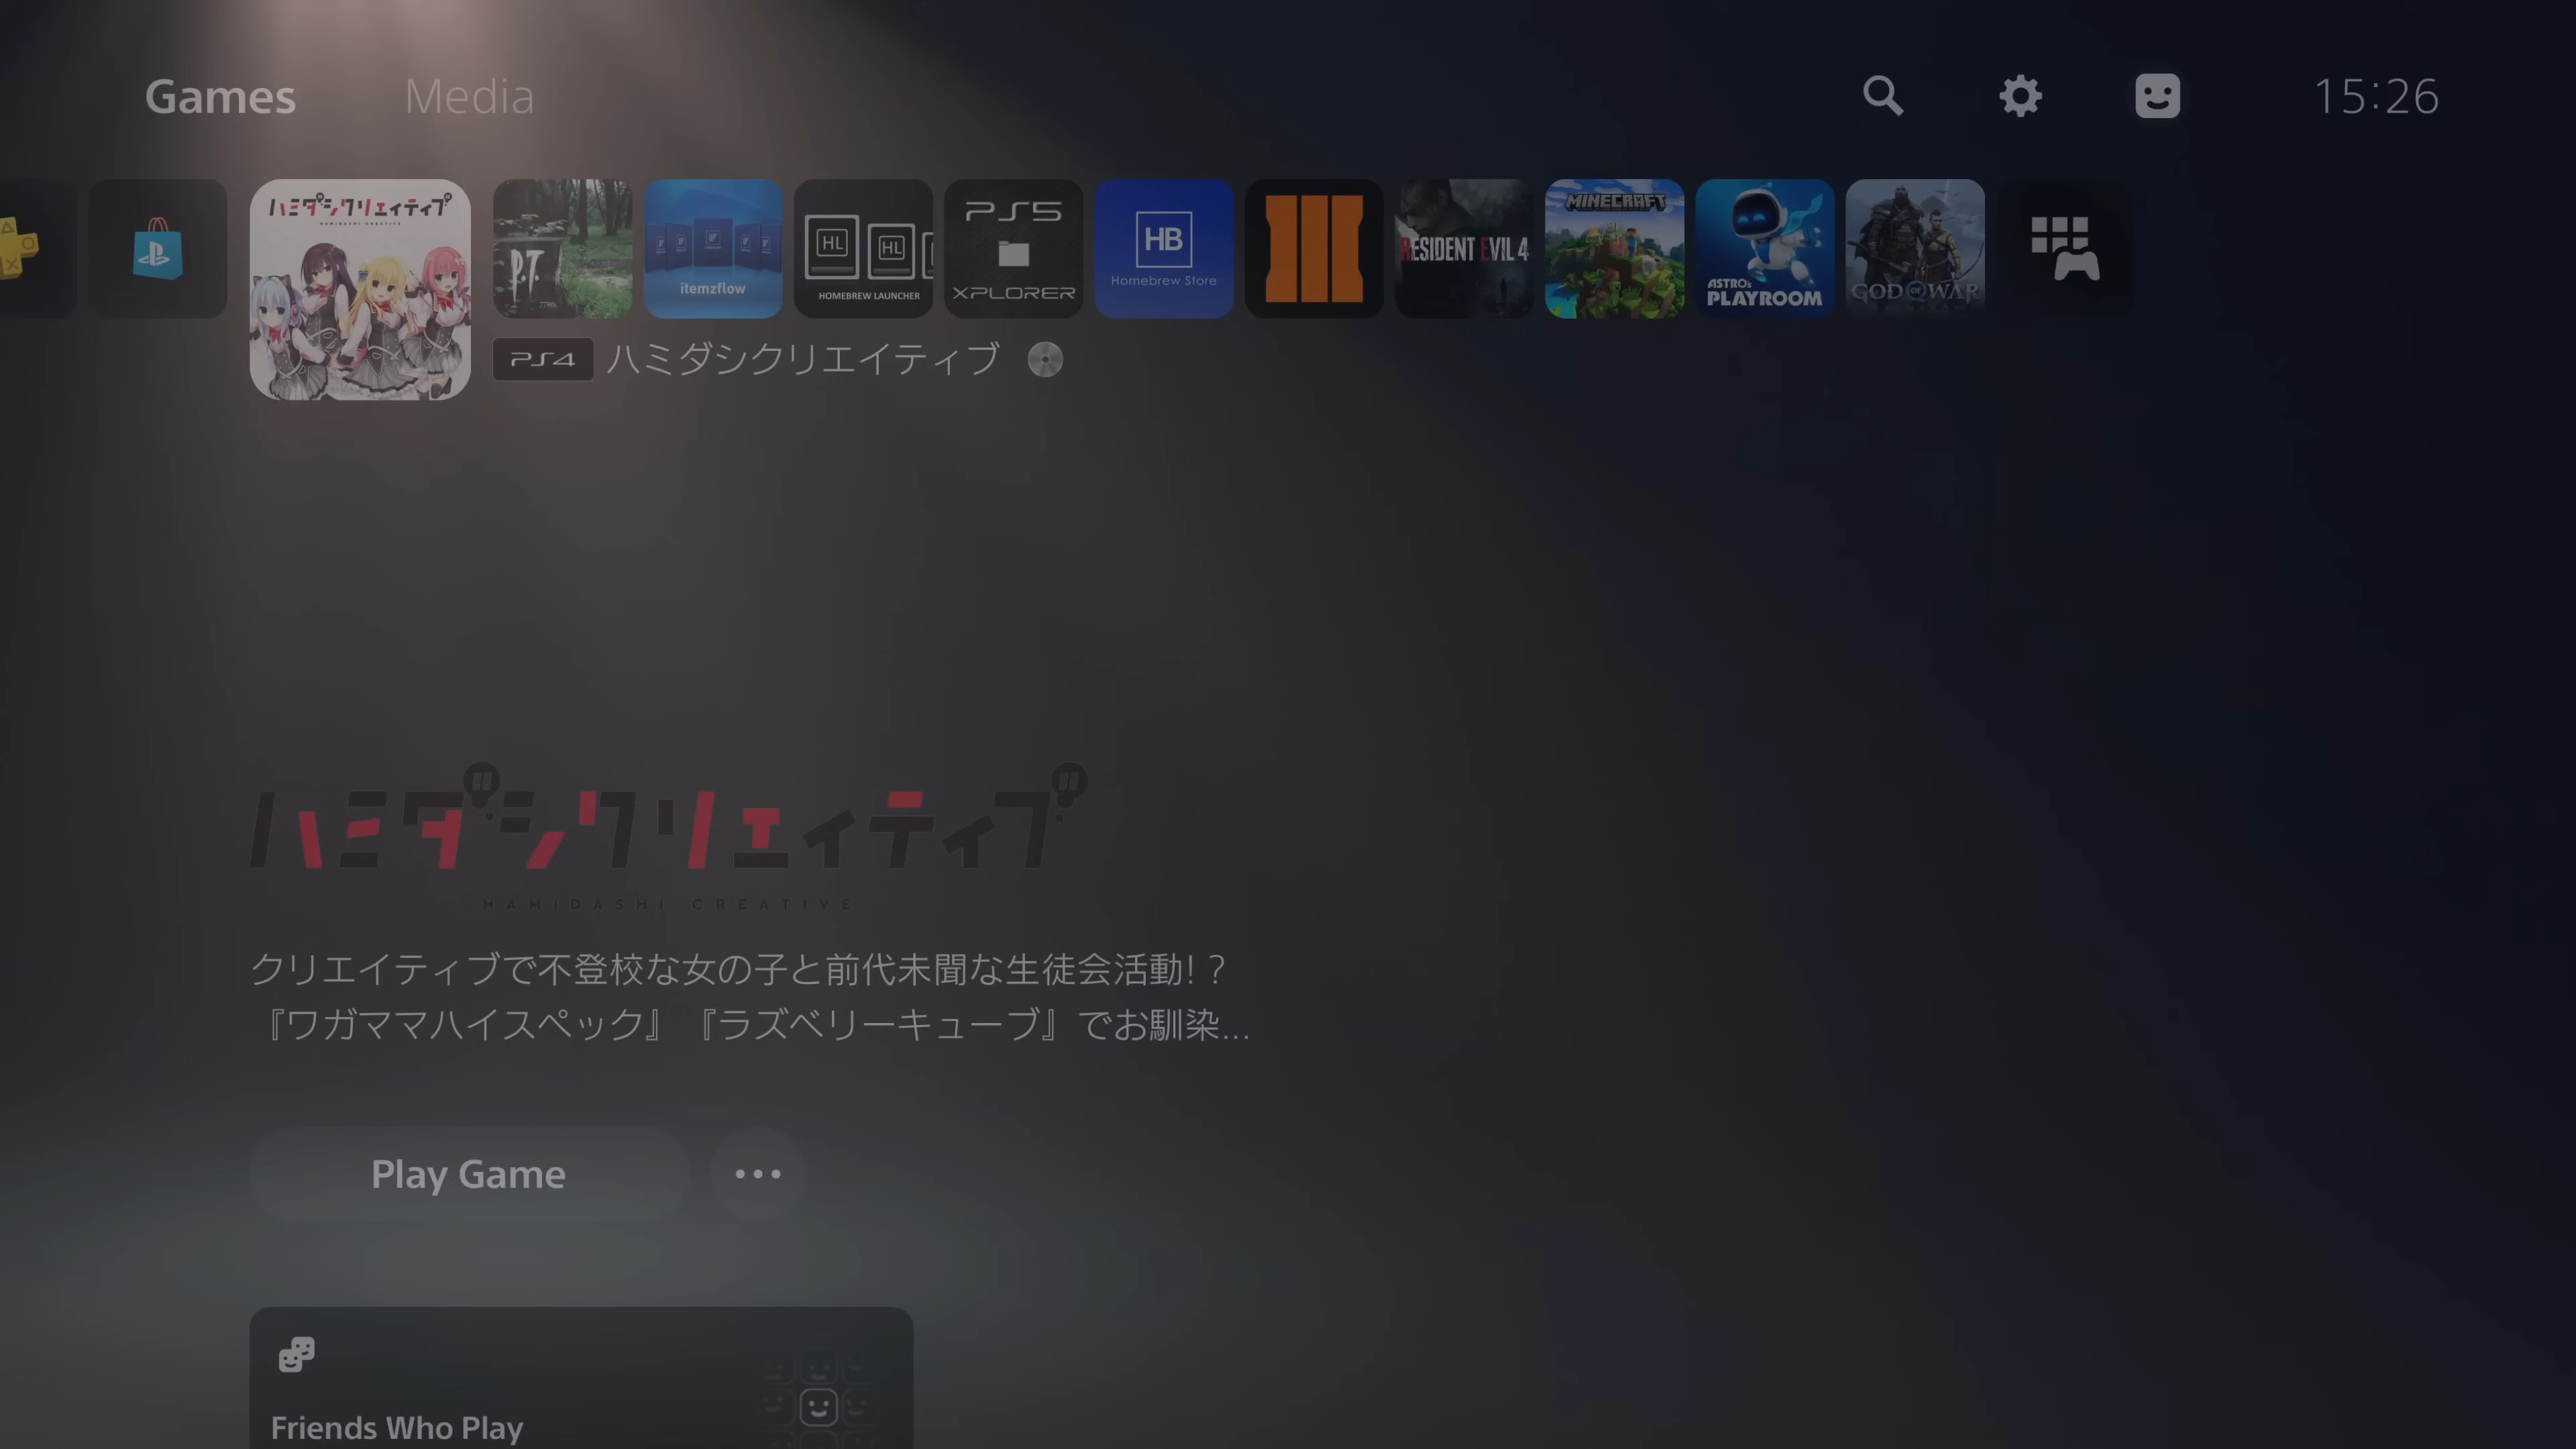 Games Media 15:26
ハミダシクリエイティブ
HAMIDASHI CREATIVE
P.T.
itemzflow
HL HL
HOMEBREW LAUNCHER
PS5
XPLORER
HB
Homebrew Store
III
RESIDENT EVIL 4
MINECRAFT
ASTRO's
PLAYROOM
GOD OF WAR
PS4 ハミダシクリエイティブ
ハミダシクリエイティブ
HAMIDASHI CREATIVE
クリエイティブで不登校な女の子と前代未聞な生徒会活動!？
『ワガママハイスペック』『ラズベリーキューブ』でお馴染...
Play Game
Friends Who Play